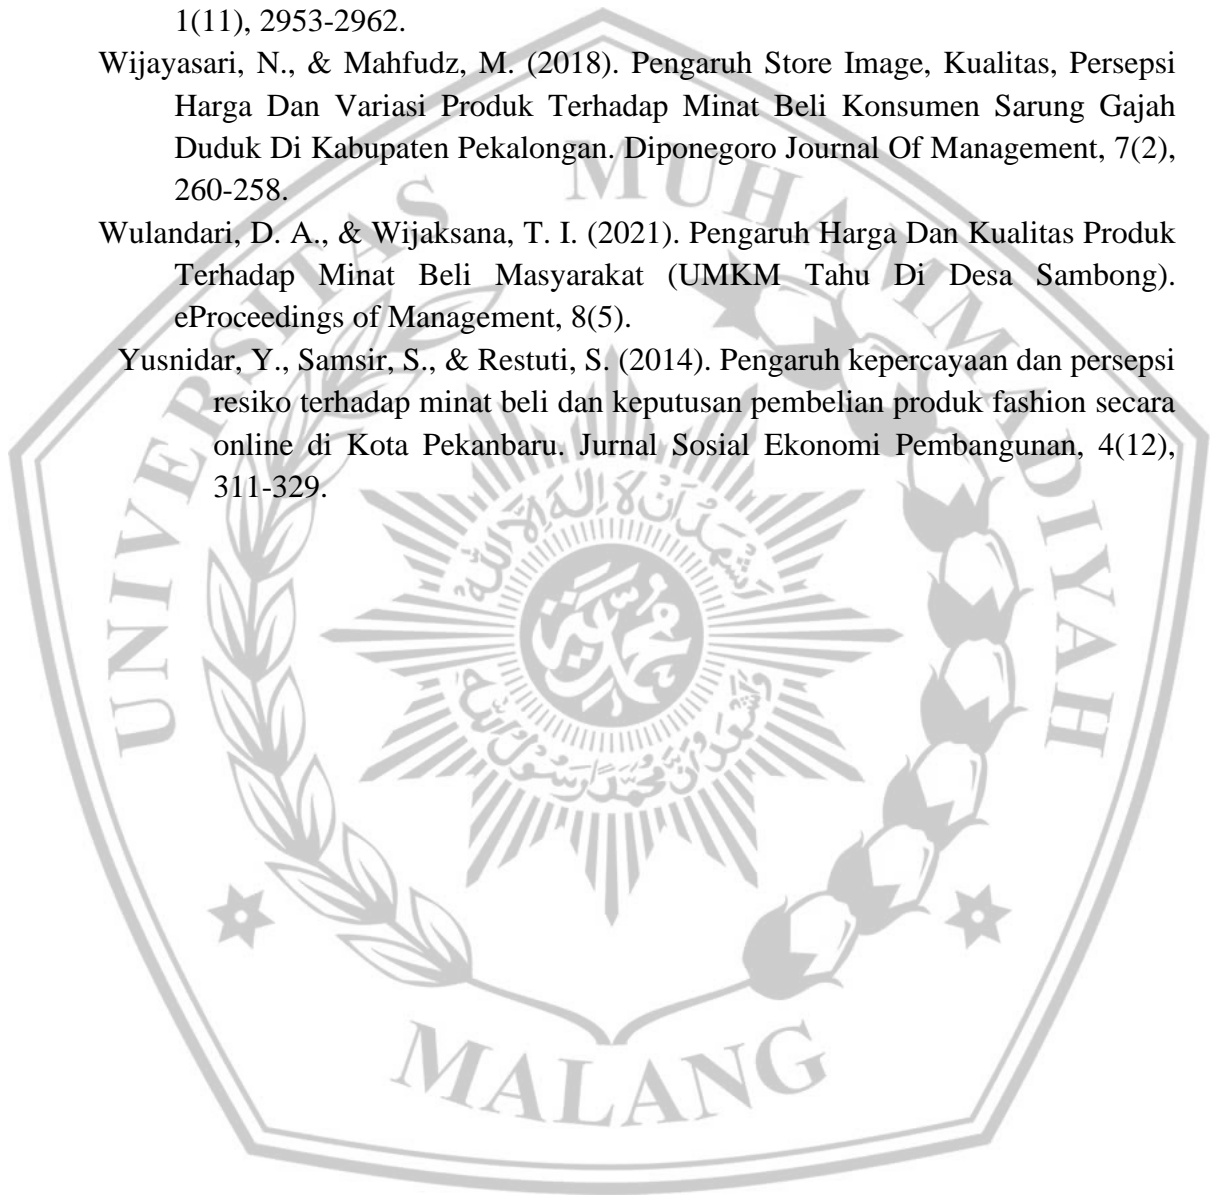 1(11), 2953-2962.
Wijayasari, N., & Mahfudz, M. (2018). Pengaruh Store Image, Kualitas, Persepsi
Harga Dan Variasi Produk Terhadap Minat Beli Konsumen Sarung Gajah
Duduk Di Kabupaten Pekalongan. Diponegoro Journal Of Management, 7(2),
260-258.
Wulandari, D. A., & Wijaksana, T. I. (2021). Pengaruh Harga Dan Kualitas Produk
Terhadap Minat Beli Masyarakat (UMKM Tahu Di Desa Sambong).
eProceedings of Management, 8(5).
Yusnidar, Y., Samsir, S., & Restuti, S. (2014). Pengaruh kepercayaan dan persepsi
resiko terhadap minat beli dan keputusan pembelian produk fashion secara
online di Kota Pekanbaru. Jurnal Sosial Ekonomi Pembangunan, 4(12),
311-329.
UNIVERSITAS MUHAMMADIYAH
MALANG